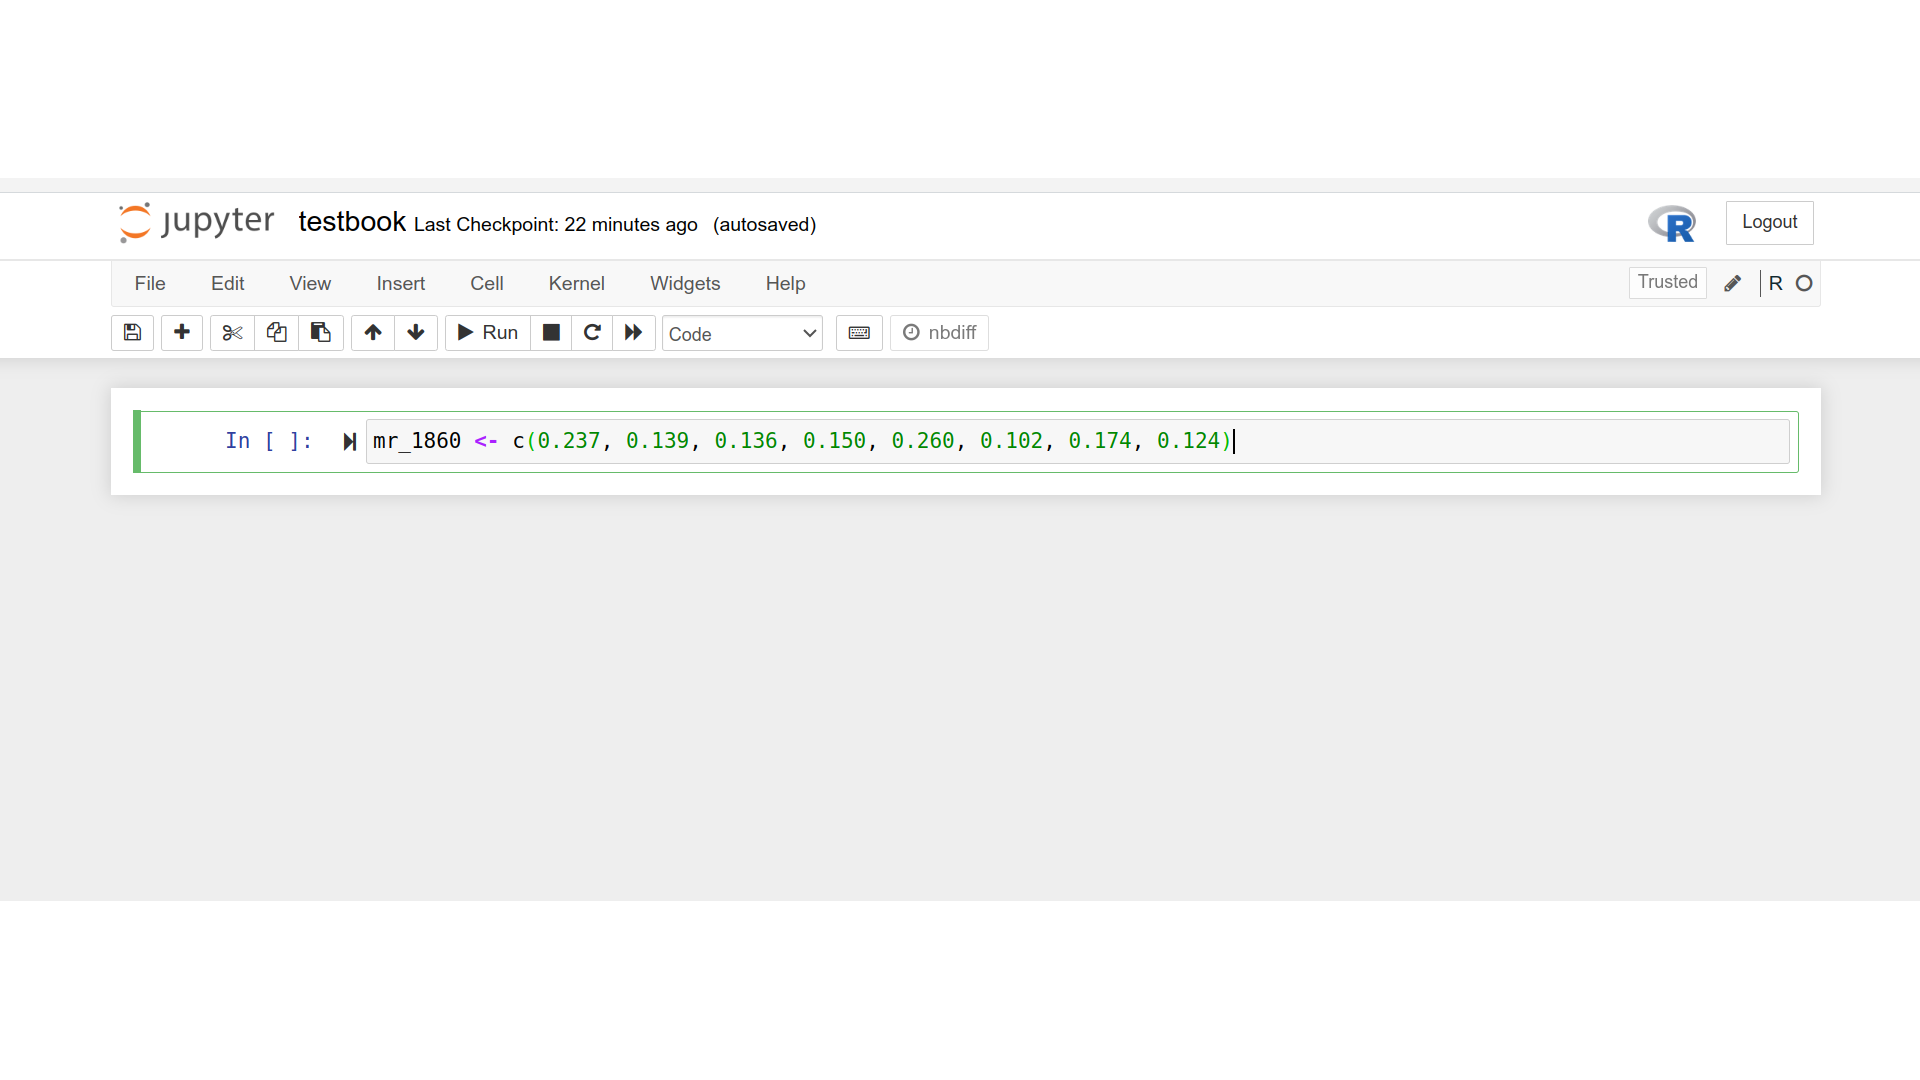 jupyter testbook Last Checkpoint: 22 minutes ago (autosaved) R Logout
File Edit View Insert Cell Kernel Widgets Help Trusted R
Run Code nbdiff
In [ ]: mr_1860 <- c(0.237, 0.139, 0.136, 0.150, 0.260, 0.102, 0.174, 0.124)